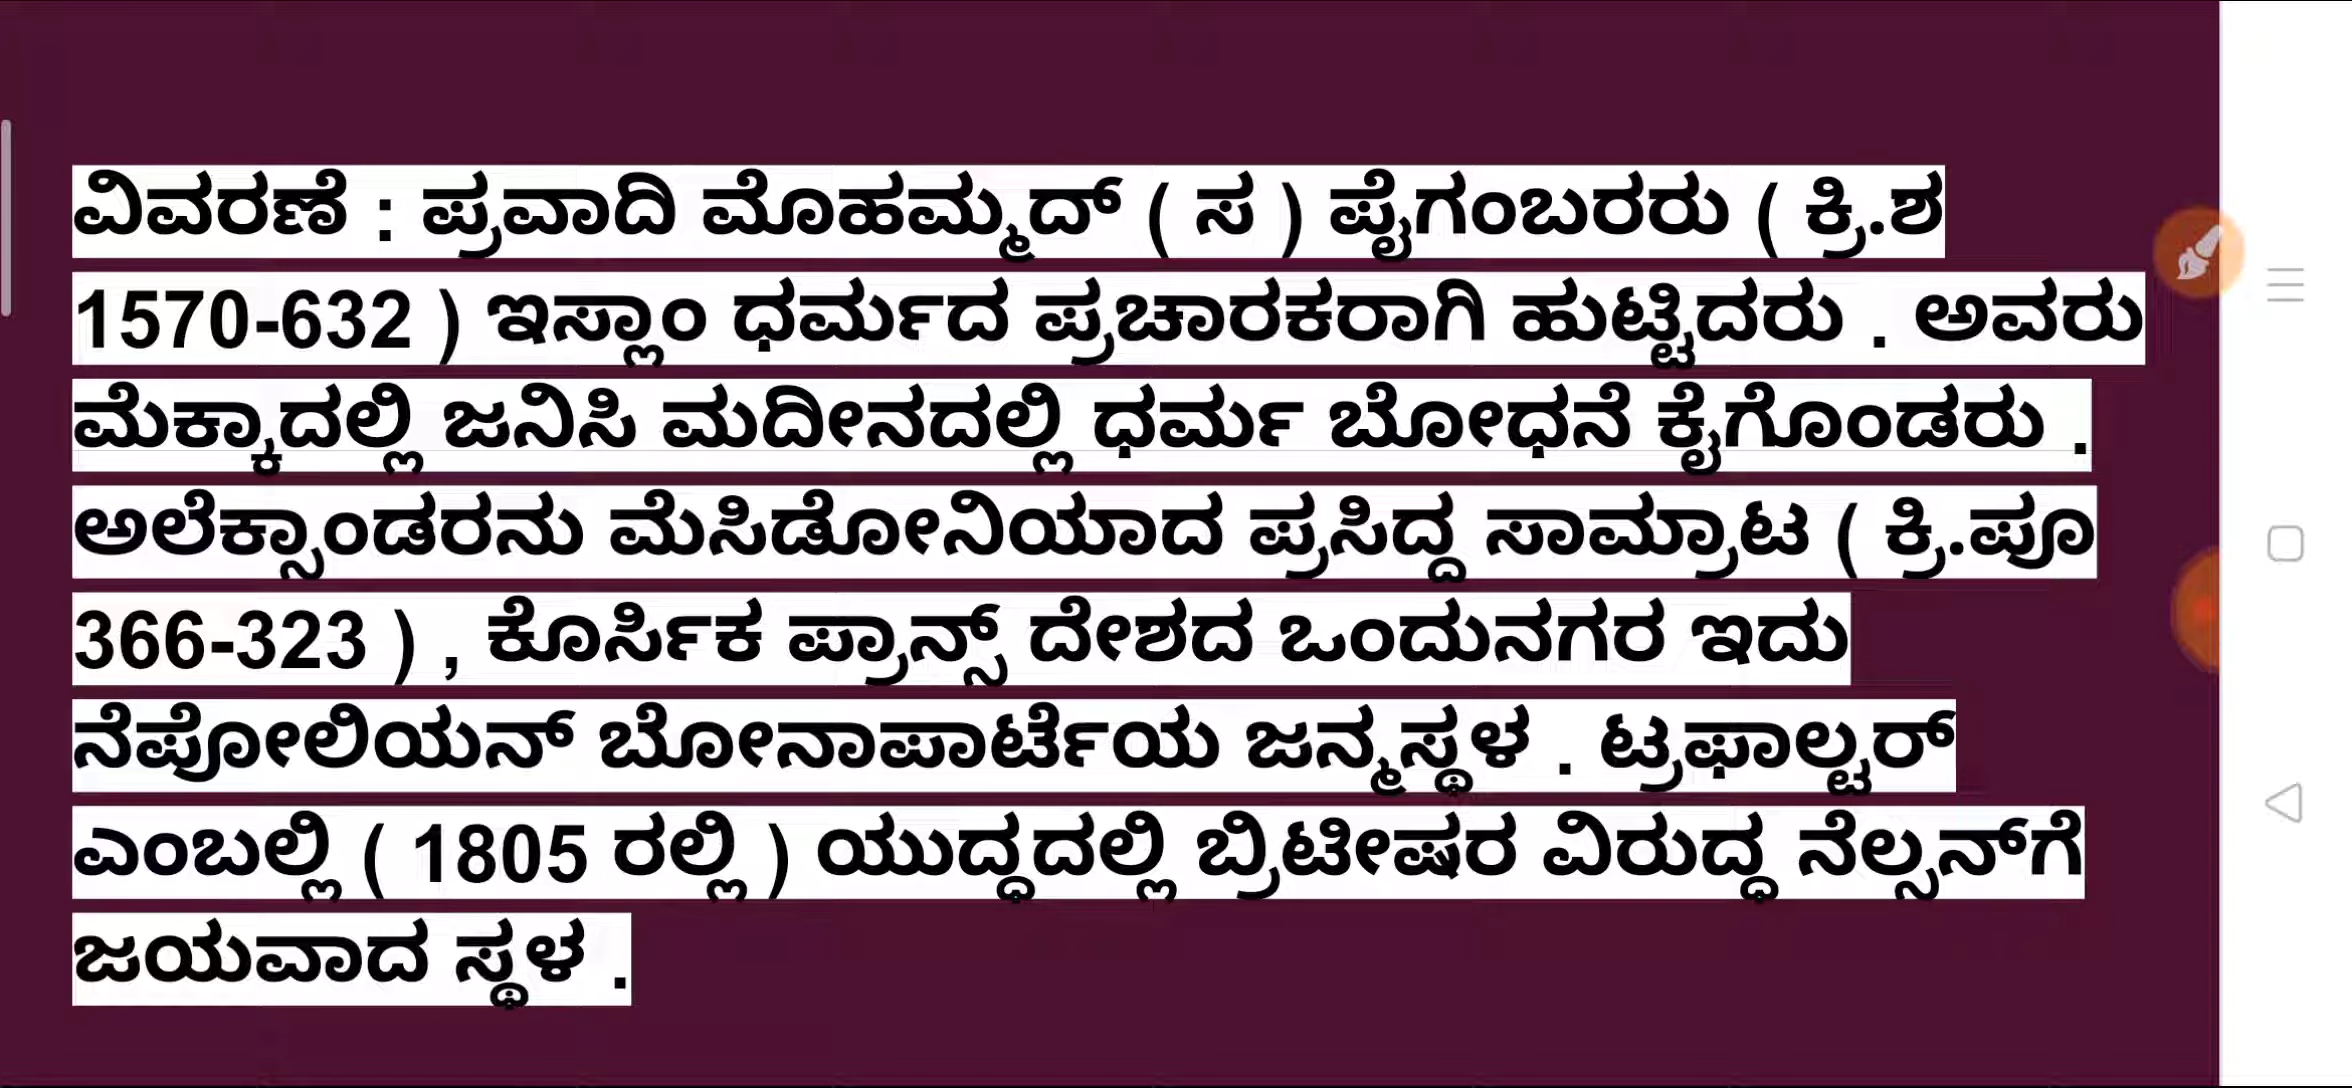 ವಿವರಣೆ : ಪ್ರವಾದಿ ಮೊಹಮ್ಮದ್ ( ಸ ) ಪೈಗಂಬರರು ( ಕ್ರಿ.ಶ
1570-632 ) ಇಸ್ಲಾಂ ಧರ್ಮದ ಪ್ರಚಾರಕರಾಗಿ ಹುಟ್ಟಿದರು . ಅವರು
ಮೆಕ್ಕಾದಲ್ಲಿ ಜನಿಸಿ ಮದೀನದಲ್ಲಿ ಧರ್ಮ ಬೋಧನೆ ಕೈಗೊಂಡರು .
ಅಲೆಕ್ಸಾಂಡರನು ಮೆಸಿಡೋನಿಯಾದ ಪ್ರಸಿದ್ದ ಸಾಮ್ರಾಟ ( ಕ್ರಿ.ಪೂ
366-323 ) , ಕೊರ್ಸಿಕ ಪ್ರಾನ್ಸ್ ದೇಶದ ಒಂದುನಗರ ಇದು
ನೆಪೋಲಿಯನ್ ಬೋನಾಪಾರ್ಟೆಯ ಜನ್ಮಸ್ಥಳ . ಟ್ರಫಾಲ್ಟರ್
ಎಂಬಲ್ಲಿ ( 1805 ರಲ್ಲಿ ) ಯುದ್ಧದಲ್ಲಿ ಬ್ರಿಟೀಷರ ವಿರುದ್ಧ ನೆಲ್ಸನ್‌ಗೆ
ಜಯವಾದ ಸ್ಥಳ .